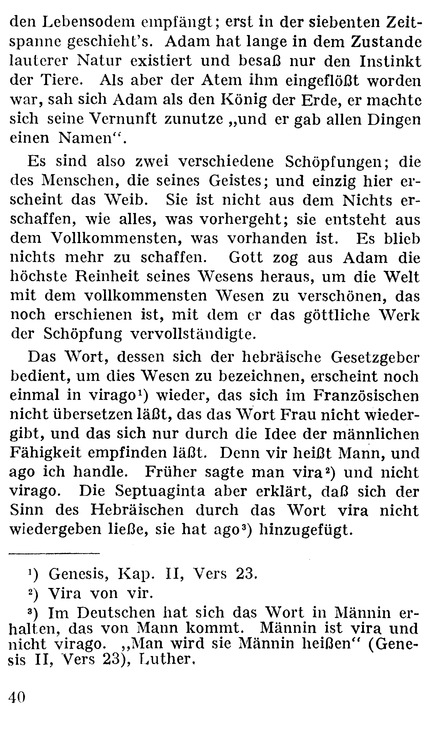 den Lebensodem empfängt; erst in der siebenten Zeit-
spanne geschieht's. Adam hat lange in dem Zustande
lauterer Natur existiert und besaß nur den Instinkt
der Tiere. Als aber der Atem ihm eingeflößt worden
war, sah sich Adam als den König der Erde, er machte
sich seine Vernunft zunutze „und er gab allen Dingen
einen Namen“.
Es sind also zwei verschiedene Schöpfungen; die
des Menschen, die seines Geistes; und einzig hier er-
scheint das Weib. Sie ist nicht aus dem Nichts er-
schaffen, wie alles, was vorhergeht; sie entsteht aus
dem Vollkommensten, was vorhanden ist. Es blieb
nichts mehr zu schaffen. Gott zog aus Adam die
höchste Reinheit seines Wesens heraus, um die Welt
mit dem vollkommensten Wesen zu verschönen, das
noch erschienen ist, mit dem er das göttliche Werk
der Schöpfung vervollständigte.
Das Wort, dessen sich der hebräische Gesetzgeber
bedient, um dies Wesen zu bezeichnen, erscheint noch
einmal in virago¹) wieder, das sich im Französischen
nicht übersetzen läßt, das das Wort Frau nicht wieder-
gibt, und das sich nur durch die Idee der männlichen
Fähigkeit empfinden läßt. Denn vir heißt Mann, und
ago ich handle. Früher sagte man vira²) und nicht
virago. Die Septuaginta aber erklärt, daß sich der
Sinn des Hebräischen durch das Wort vira nicht
wiedergeben ließe, sie hat ago³) hinzugefügt.
¹) Genesis, Kap. II, Vers 23.
²) Vira von vir.
³) Im Deutschen hat sich das Wort in Männin er-
halten, das von Mann kommt. Männin ist vira und
nicht virago. „Man wird sie Männin heißen“ (Gene-
sis II, Vers 23), Luther.
40